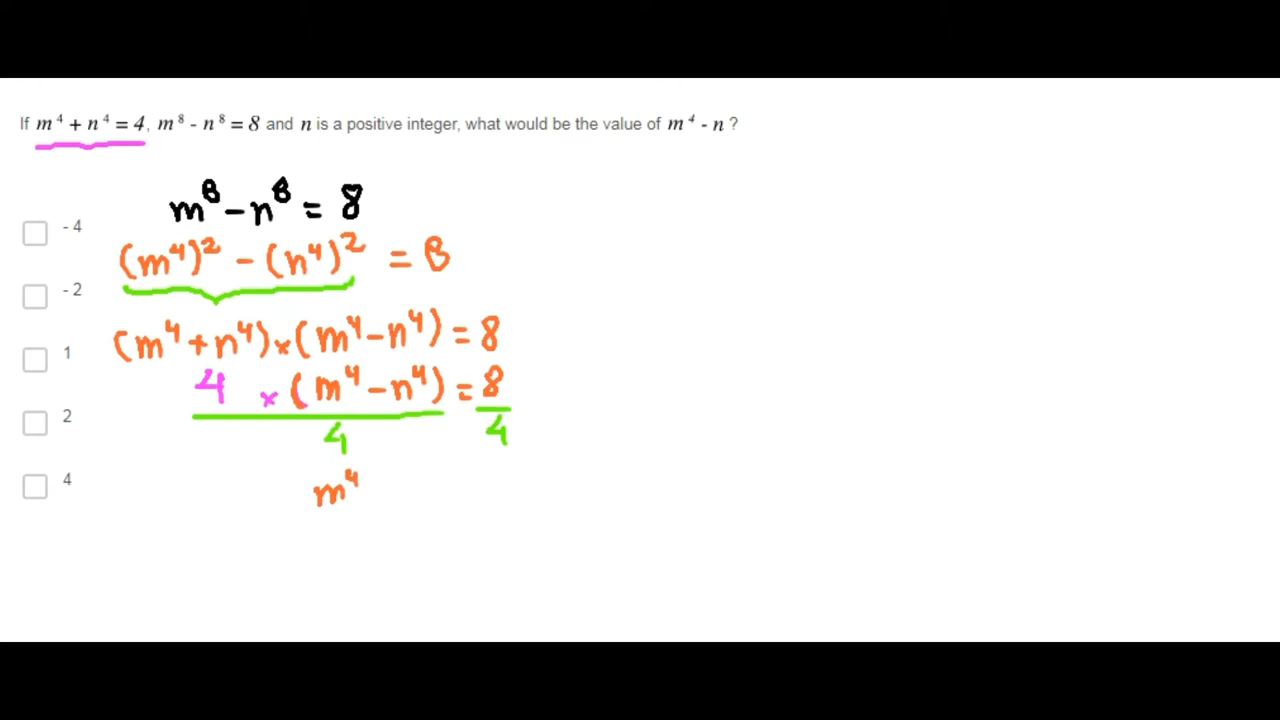 If m⁴ + n⁴ = 4, m⁸ - n⁸ = 8 and n is a positive integer, what would be the value of m⁴ - n ?
m⁸ - n⁸ = 8
- 4
(m⁴)² - (n⁴)² = 8
- 2
(m⁴ + n⁴) × (m⁴ - n⁴) = 8
1
4 × (m⁴ - n⁴) = 8
2
4 4
4
m⁴